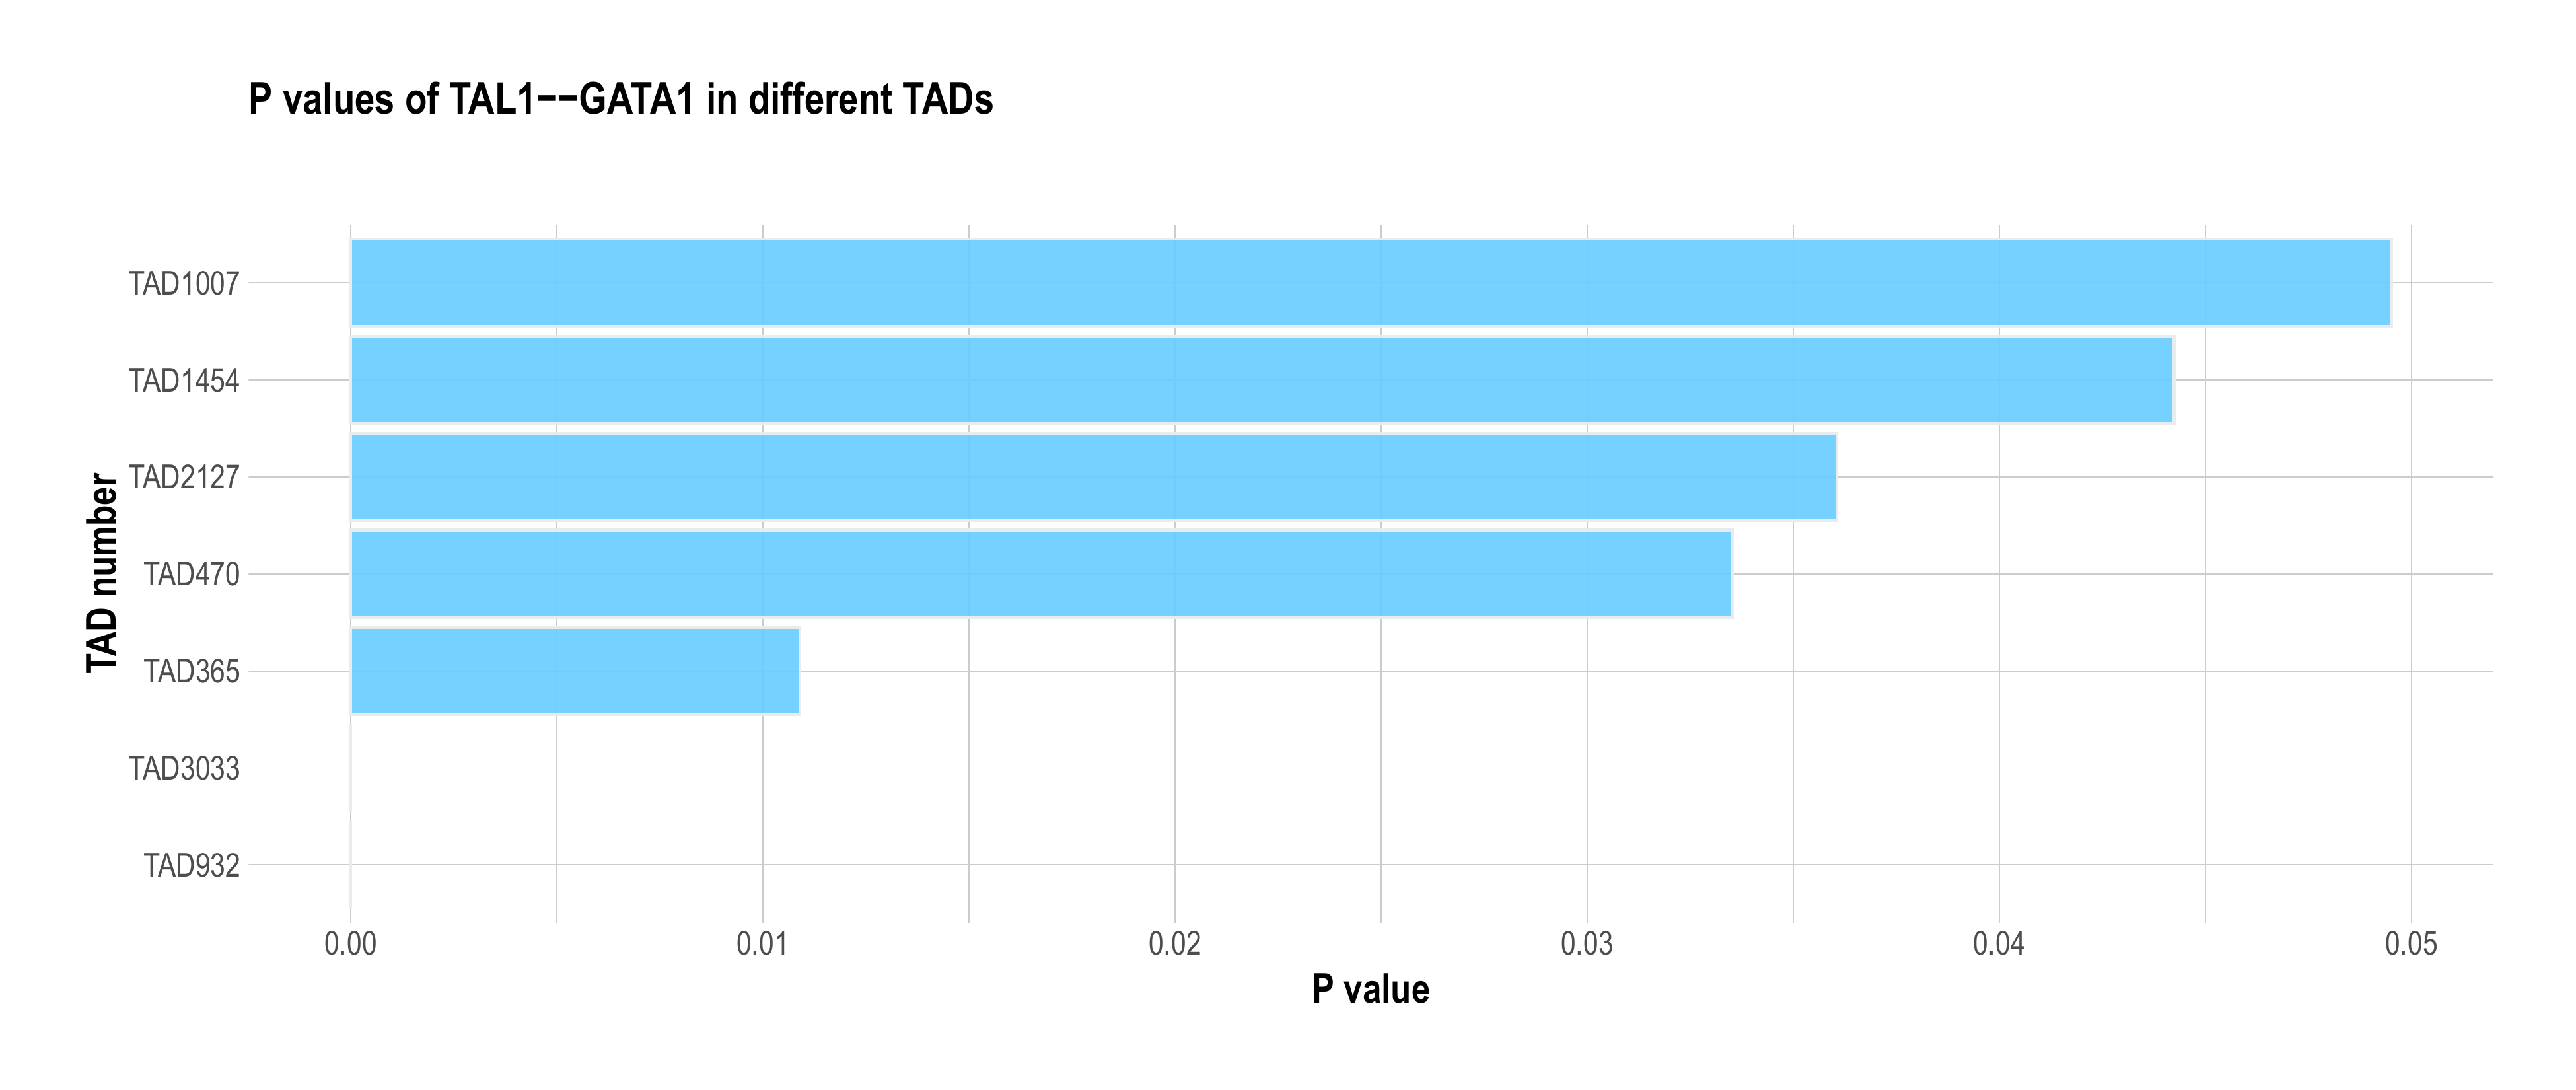 P values of TAL1−−GATA1 in different TADs
TAD number
TAD1007
TAD1454
TAD2127
TAD470
TAD365
TAD3033
TAD932
0.00 0.01 0.02 0.03 0.04 0.05
P value